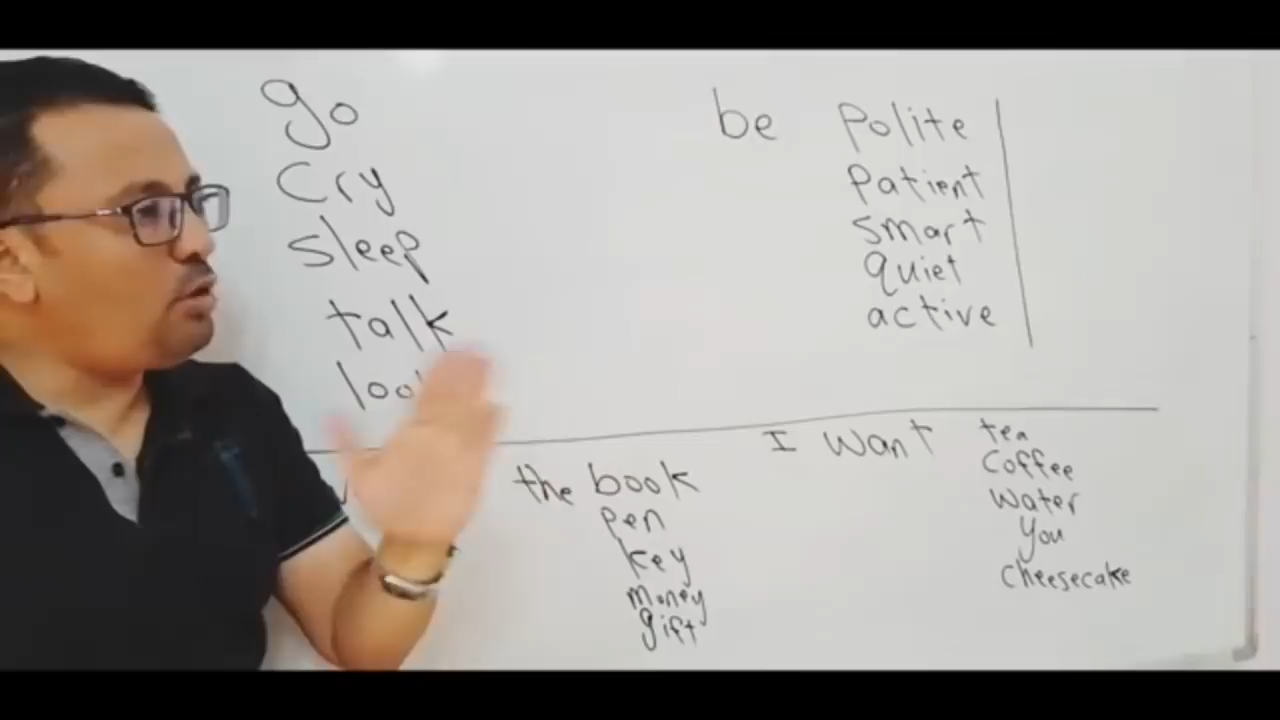 go
Cry
sleep
talk
be polite
patient
smart
quiet
active
the book
pen
key
money
gift
I want tea
Coffee
Water
You
Cheesecake